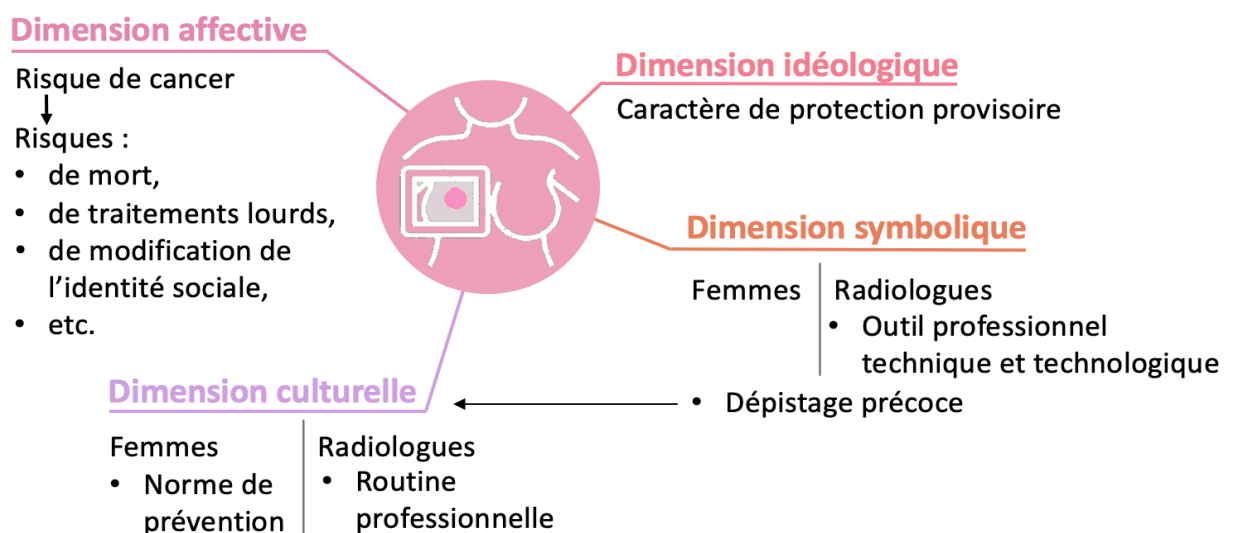 Dimension affective
Risque de cancer
Risques :
• de mort,
• de traitements lourds,
• de modification de
l’identité sociale,
• etc.
Dimension idéologique
Caractère de protection provisoire
Dimension symbolique
Femmes
Radiologues
• Outil professionnel
technique et technologique
• Dépistage précoce
Dimension culturelle
Femmes
• Norme de
prévention
Radiologues
• Routine
professionnelle